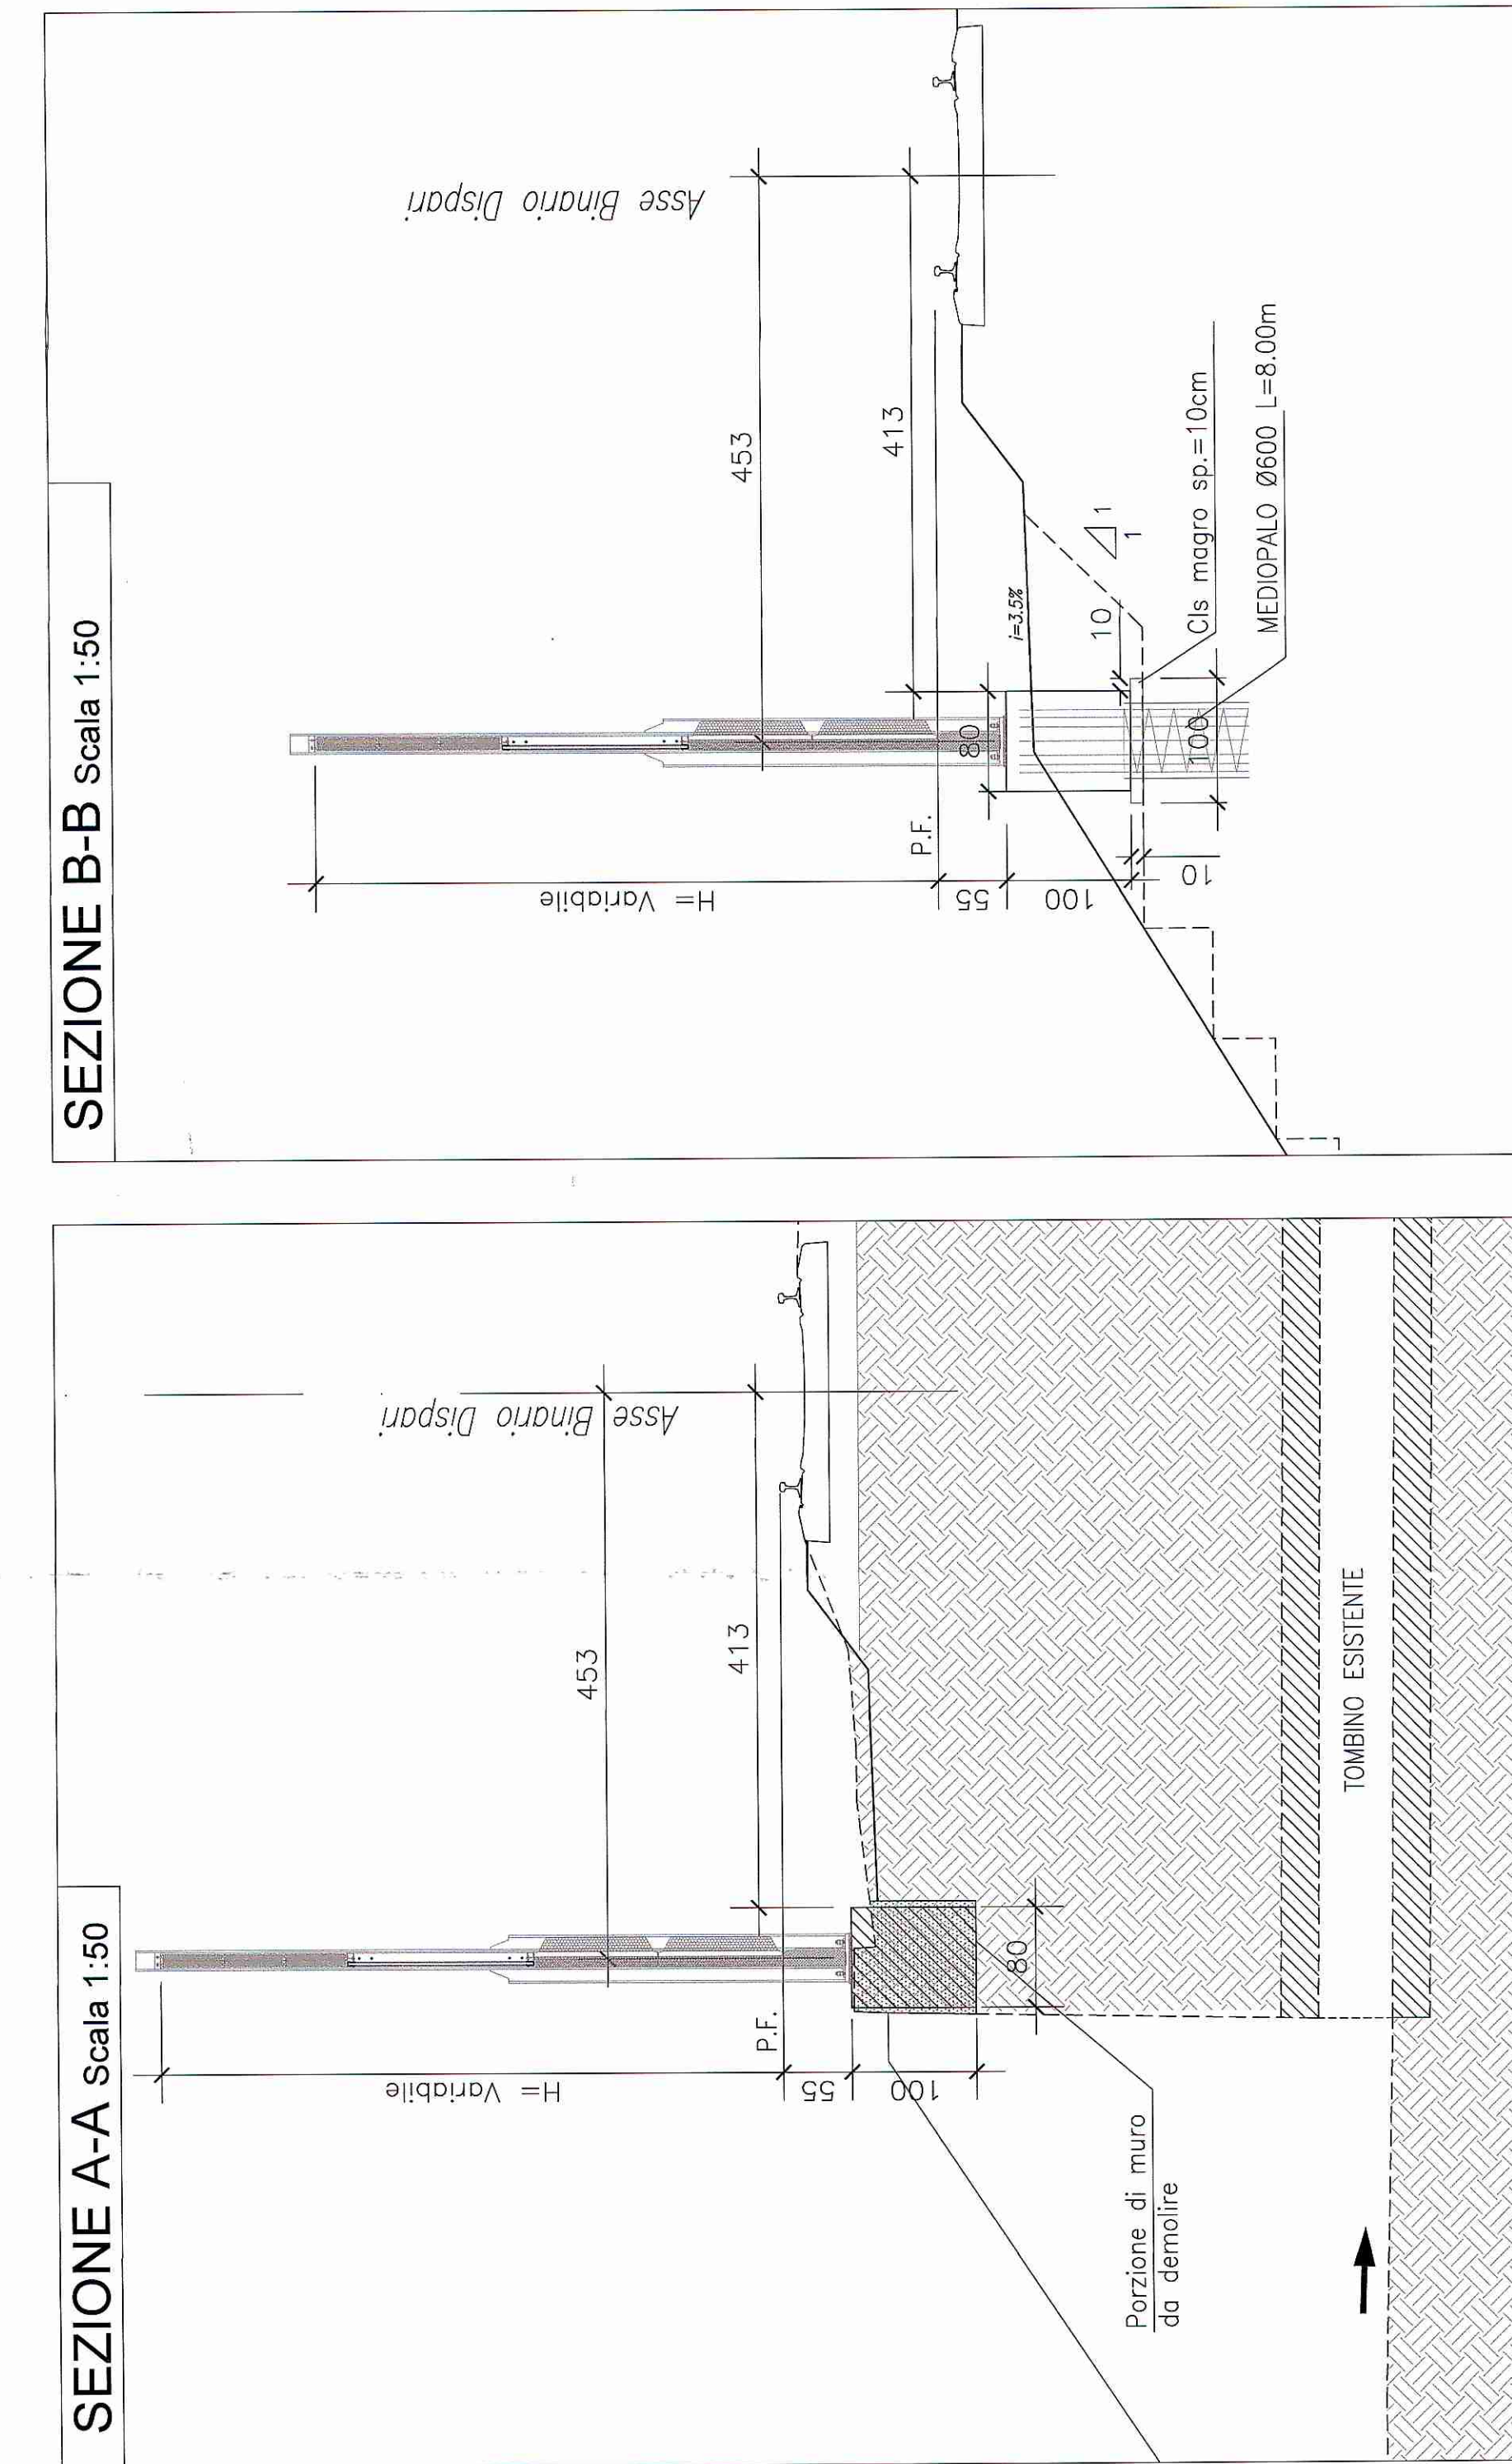 SEZIONE A-A Scala 1:50
Asse Binario Dispari
453
413
H= Variabile
P.F.
55
100
80
Porzione di muro
da demolire
TOMBINO ESISTENTE
SEZIONE B-B Scala 1:50
Asse Binario Dispari
453
413
H= Variabile
P.F.
55
100
10
80
i=3.5%
10
1
1
100
Cls magro sp.=10cm
MEDIOPALO Ø600 L=8.00m